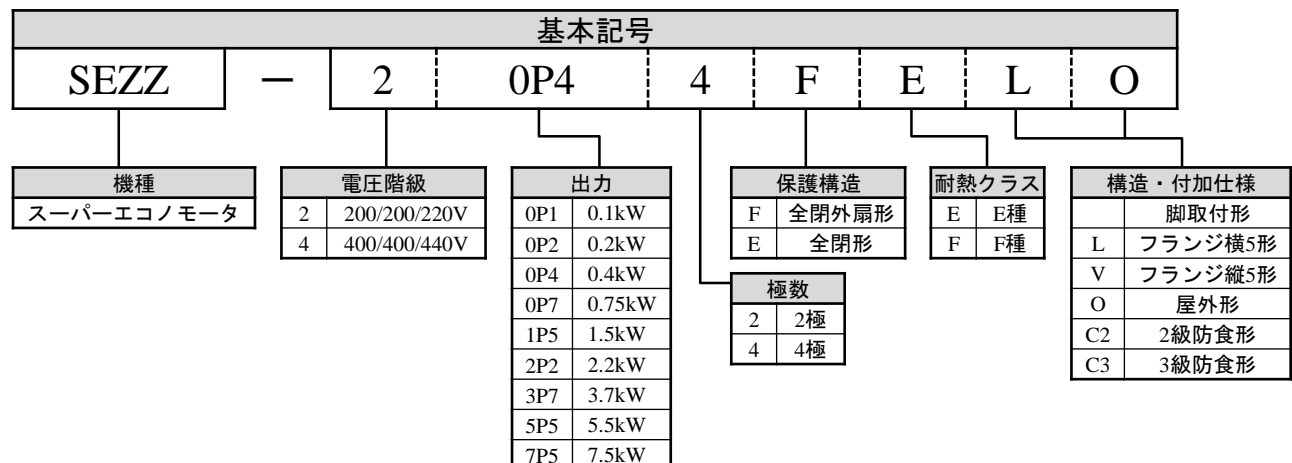 基本記号
SEZZ － 2 0P4 4 F E L O
機種
スーパーエコノモータ
電圧階級
2 200/200/220V
4 400/400/440V
出力
0P1 0.1kW
0P2 0.2kW
0P4 0.4kW
0P7 0.75kW
1P5 1.5kW
2P2 2.2kW
3P7 3.7kW
5P5 5.5kW
7P5 7.5kW
極数
2 2極
4 4極
保護構造
F 全閉外扇形
E 全閉形
耐熱クラス
E E種
F F種
構造・付加仕様
脚取付形
L フランジ横5形
V フランジ縦5形
O 屋外形
C2 2級防食形
C3 3級防食形